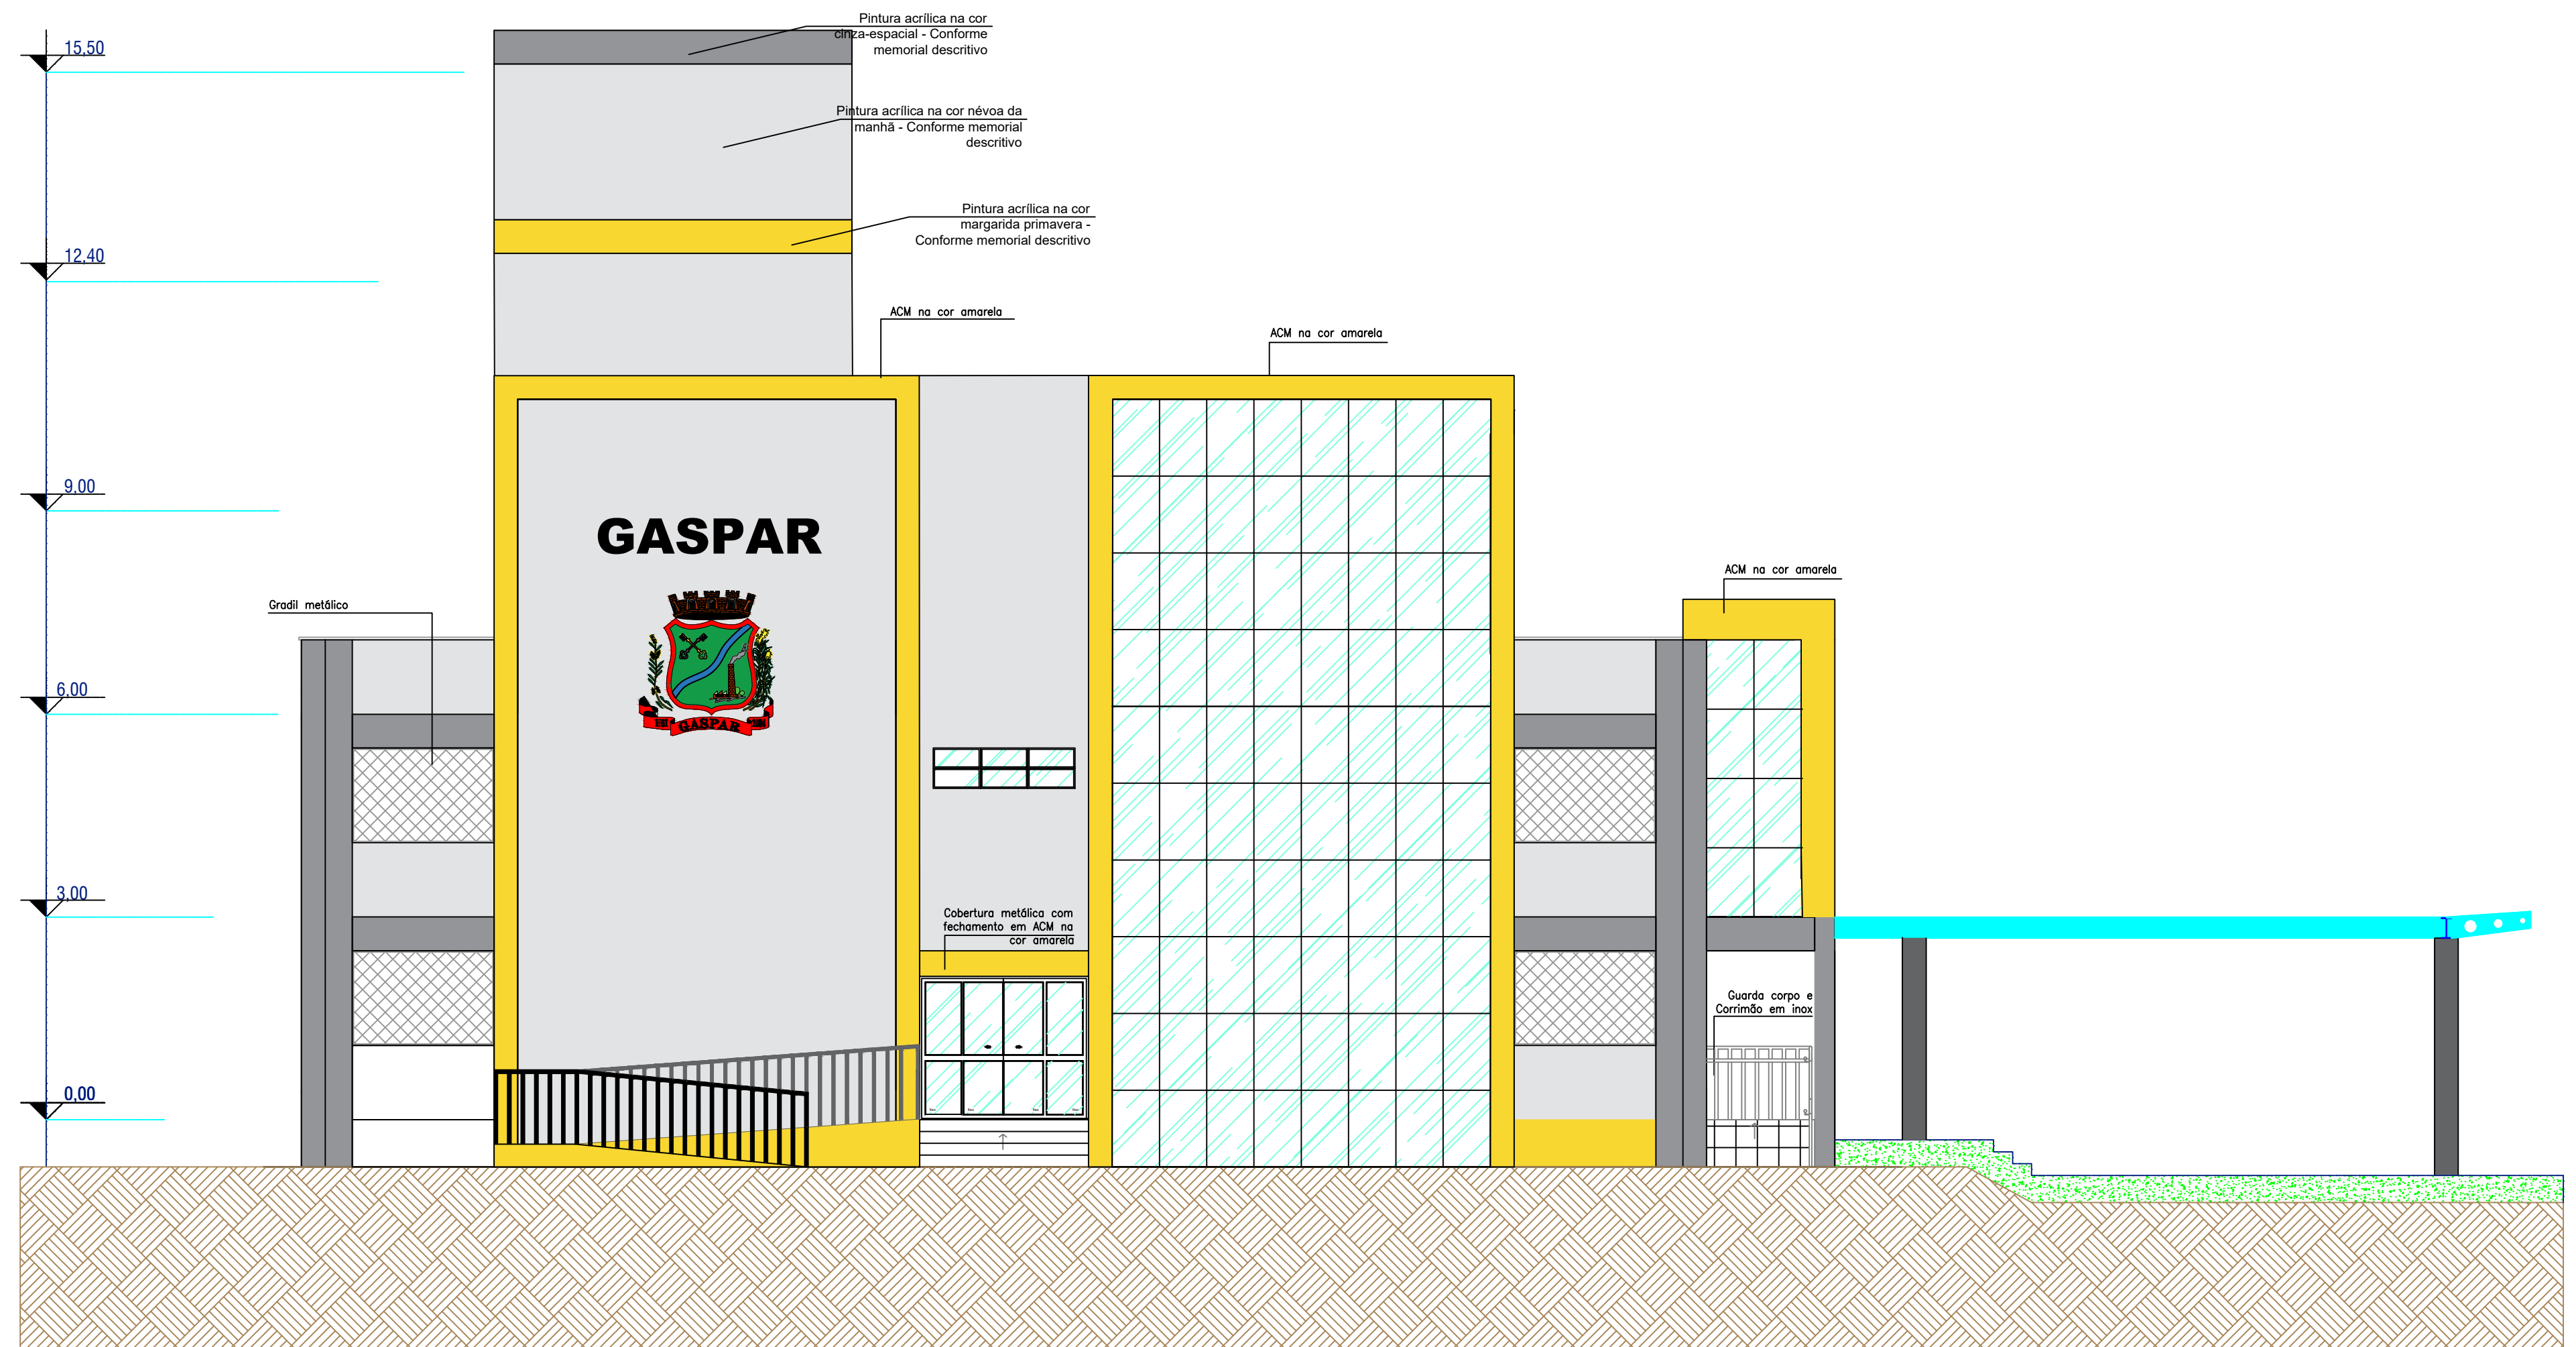 Pintura acrílica na cor
cinza-espacial - Conforme
memorial descritivo
15,50
Pintura acrílica na cor névoa da
manhã - Conforme memorial
descritivo
Pintura acrílica na cor
margarida primavera -
Conforme memorial descritivo
12,40
ACM na cor amarela
ACM na cor amarela
9,00
GASPAR
ACM na cor amarela
Gradil metálico
6,00
GASPAR
3,00
Cobertura metálica com
fechamento em ACM na
cor amarela
Guarda corpo e
Corrimão em inox
0,00